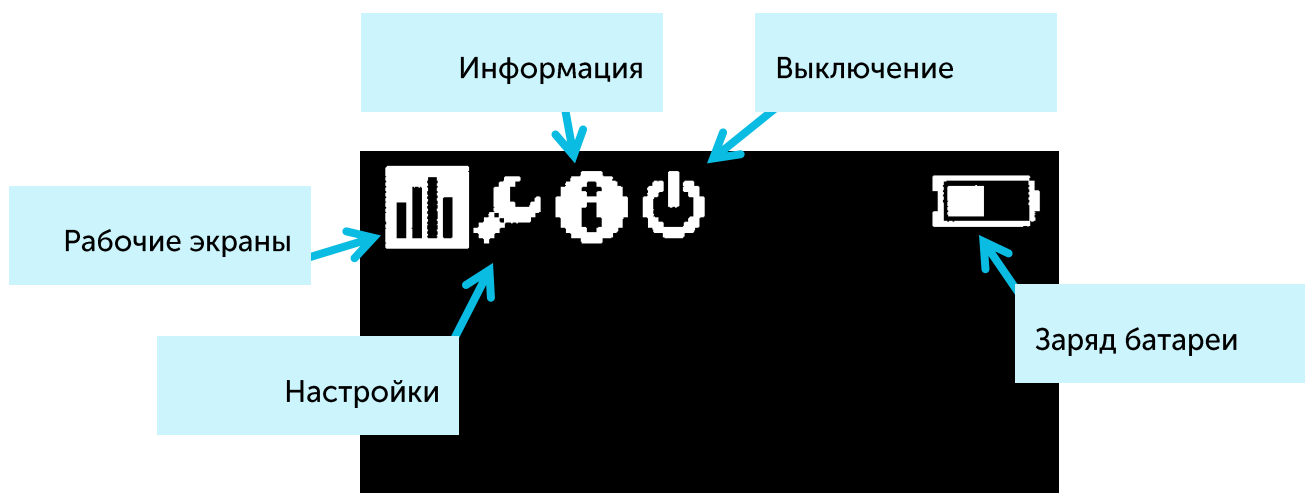 Информация
Выключение
Рабочие экраны
Заряд батареи
Настройки